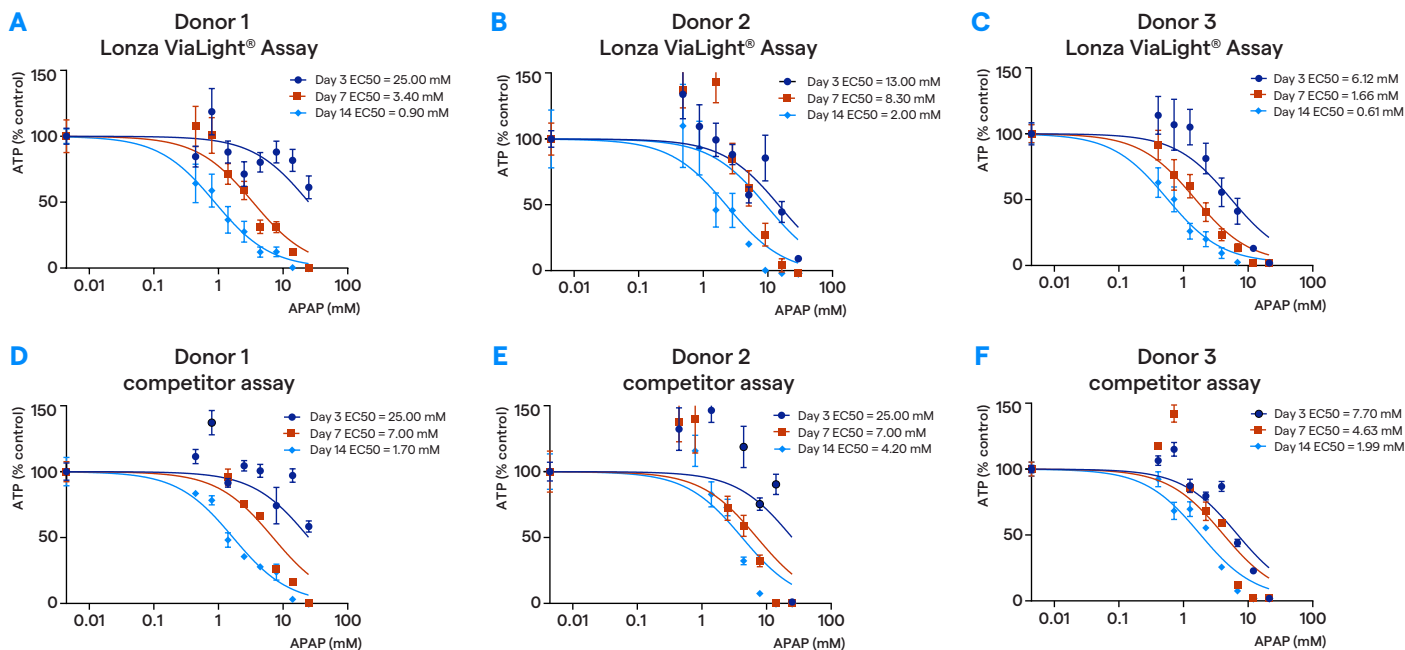 A
Donor 1
Lonza ViaLight® Assay
ATP (% control)
150
100
50
0
Day 3 EC50 = 25.00 mM
Day 7 EC50 = 3.40 mM
Day 14 EC50 = 0.90 mM
0.01 0.1 1 10 100
APAP (mM)
B
Donor 2
Lonza ViaLight® Assay
ATP (% control)
150
100
50
0
Day 3 EC50 = 13.00 mM
Day 7 EC50 = 8.30 mM
Day 14 EC50 = 2.00 mM
0.01 0.1 1 10 100
APAP (mM)
C
Donor 3
Lonza ViaLight® Assay
ATP (% control)
150
100
50
0
Day 3 EC50 = 6.12 mM
Day 7 EC50 = 1.66 mM
Day 14 EC50 = 0.61 mM
0.01 0.1 1 10 100
APAP (mM)
D
Donor 1
competitor assay
ATP (% control)
150
100
50
0
Day 3 EC50 = 25.00 mM
Day 7 EC50 = 7.00 mM
Day 14 EC50 = 1.70 mM
0.01 0.1 1 10 100
APAP (mM)
E
Donor 2
competitor assay
ATP (% control)
150
100
50
0
Day 3 EC50 = 25.00 mM
Day 7 EC50 = 7.00 mM
Day 14 EC50 = 4.20 mM
0.01 0.1 1 10 100
APAP (mM)
F
Donor 3
competitor assay
ATP (% control)
150
100
50
0
Day 3 EC50 = 7.70 mM
Day 7 EC50 = 4.63 mM
Day 14 EC50 = 1.99 mM
0.01 0.1 1 10 100
APAP (mM)